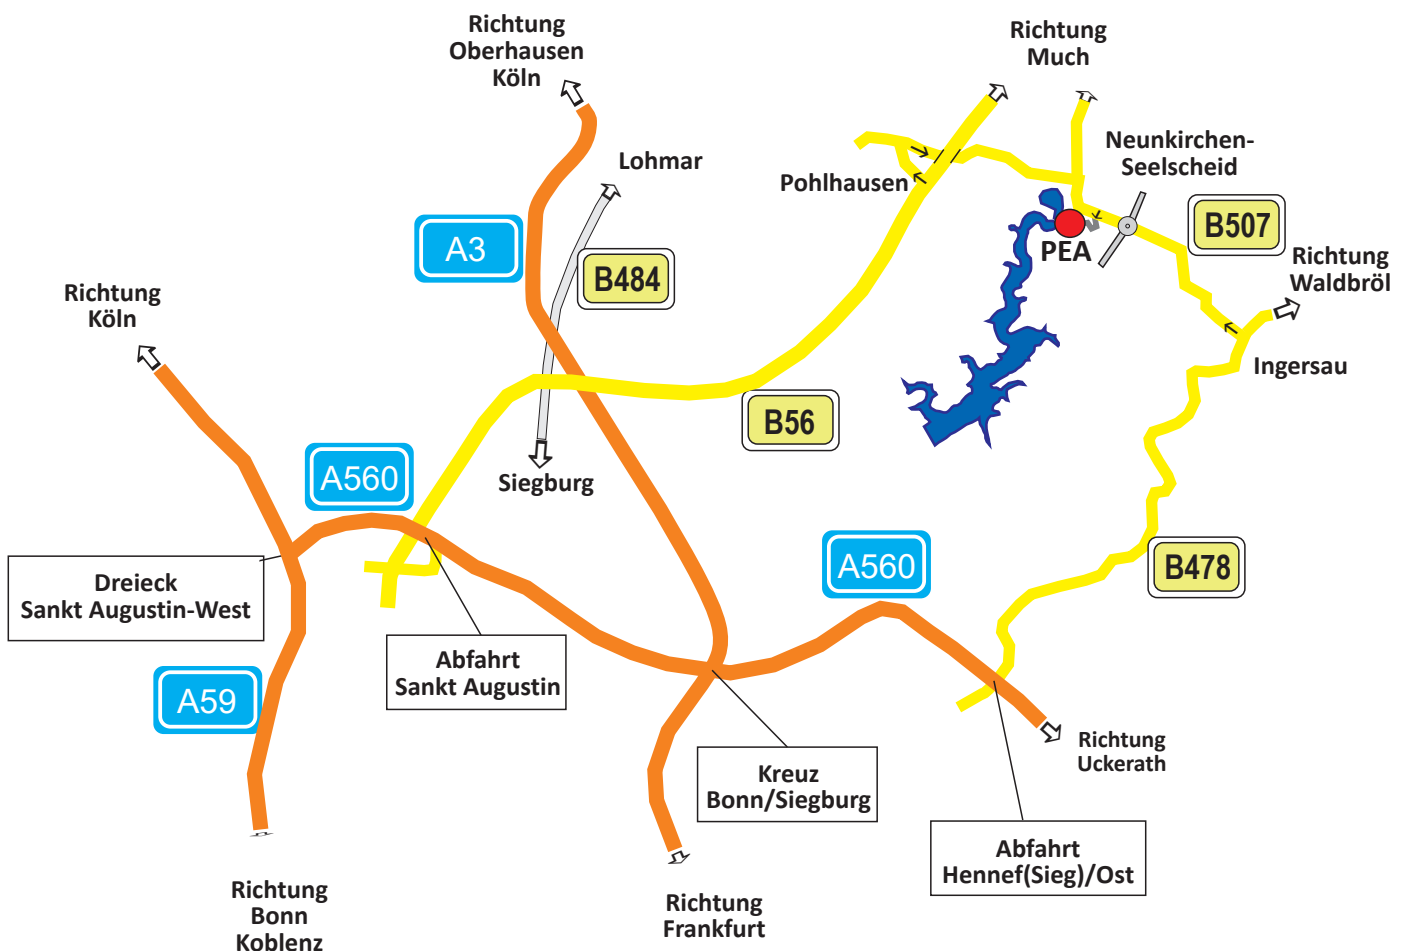 Richtung
Oberhausen
Köln
Richtung
Much
Lohmar
Neunkirchen-
Seelscheid
Pohlhausen
A3
B484
B507
PEA
Richtung
Waldbröl
Richtung
Köln
Ingersau
B56
A560
Siegburg
A560
B478
Dreieck
Sankt Augustin-West
Abfahrt
Sankt Augustin
A59
Richtung
Uckerath
Kreuz
Bonn/Siegburg
Abfahrt
Hennef(Sieg)/Ost
Richtung
Bonn
Koblenz
Richtung
Frankfurt